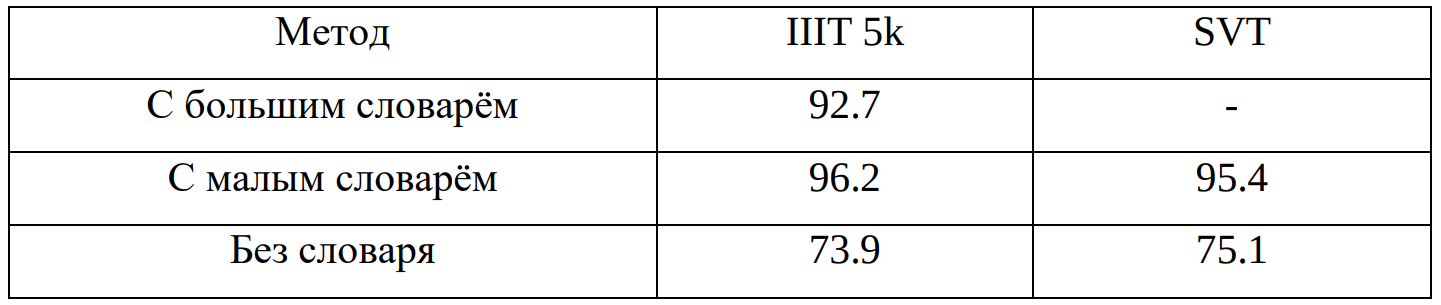 Метод IIIT 5k SVT
С большим словарём 92.7 -
С малым словарём 96.2 95.4
Без словаря 73.9 75.1